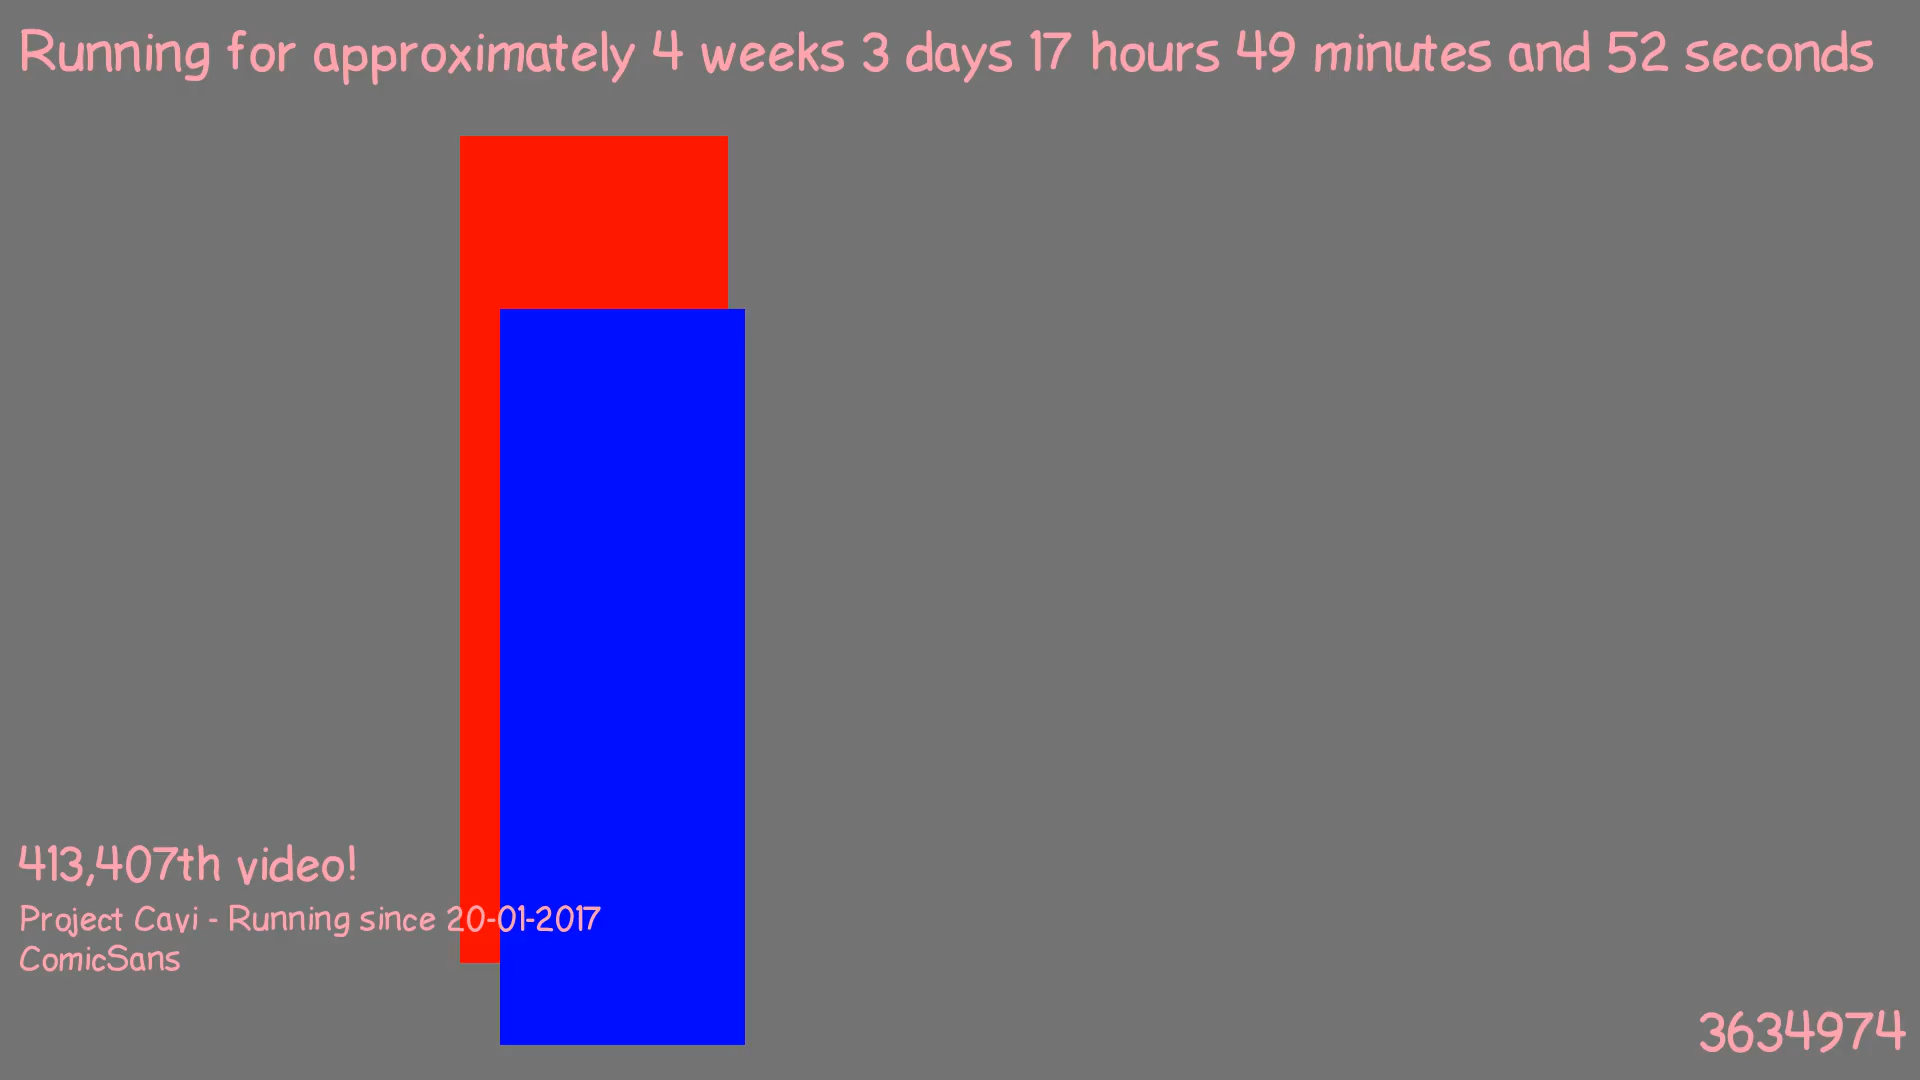 Running for approximately 4 weeks 3 days 17 hours 49 minutes and 52 seconds
413,407th video!
Project Cavi - Running since 20-01-2017
ComicSans
3634974